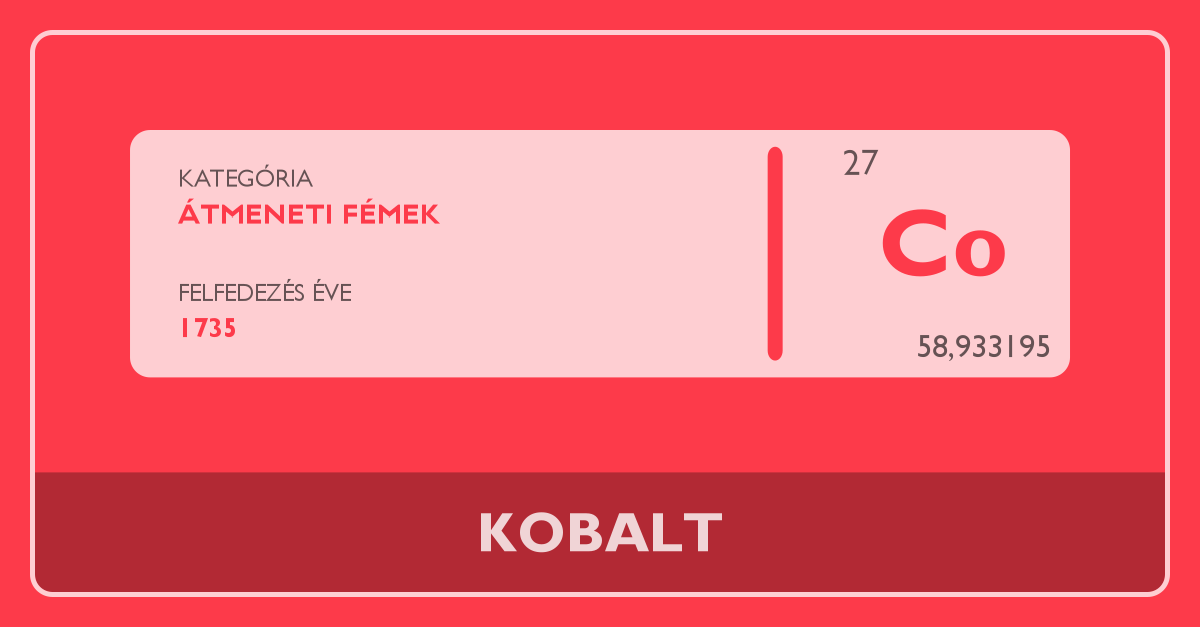 KATEGÓRIA
ÁTMENETI FÉMEK
FELFEDEZÉS ÉVE
1735
27
Co
58,933195
KOBALT